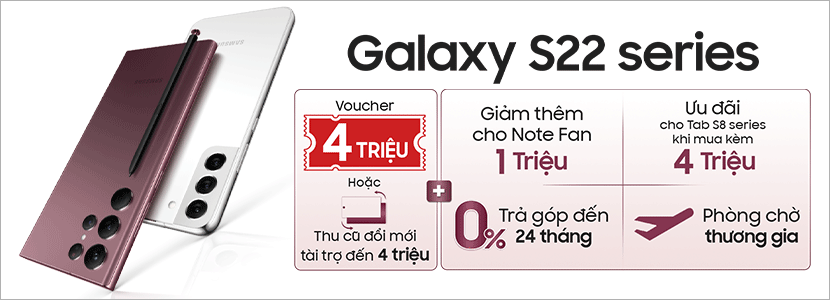 Galaxy S22 series
SAMSUNG
SAMSUNG
Voucher
4 TRIỆU
Hoặc
Thu cũ đổi mới
tài trợ đến 4 triệu
+
Giảm thêm
cho Note Fan
1 Triệu
Ưu đãi
cho Tab S8 series
khi mua kèm
4 Triệu
0%
Trả góp đến
24 tháng
Phòng chờ
thương gia